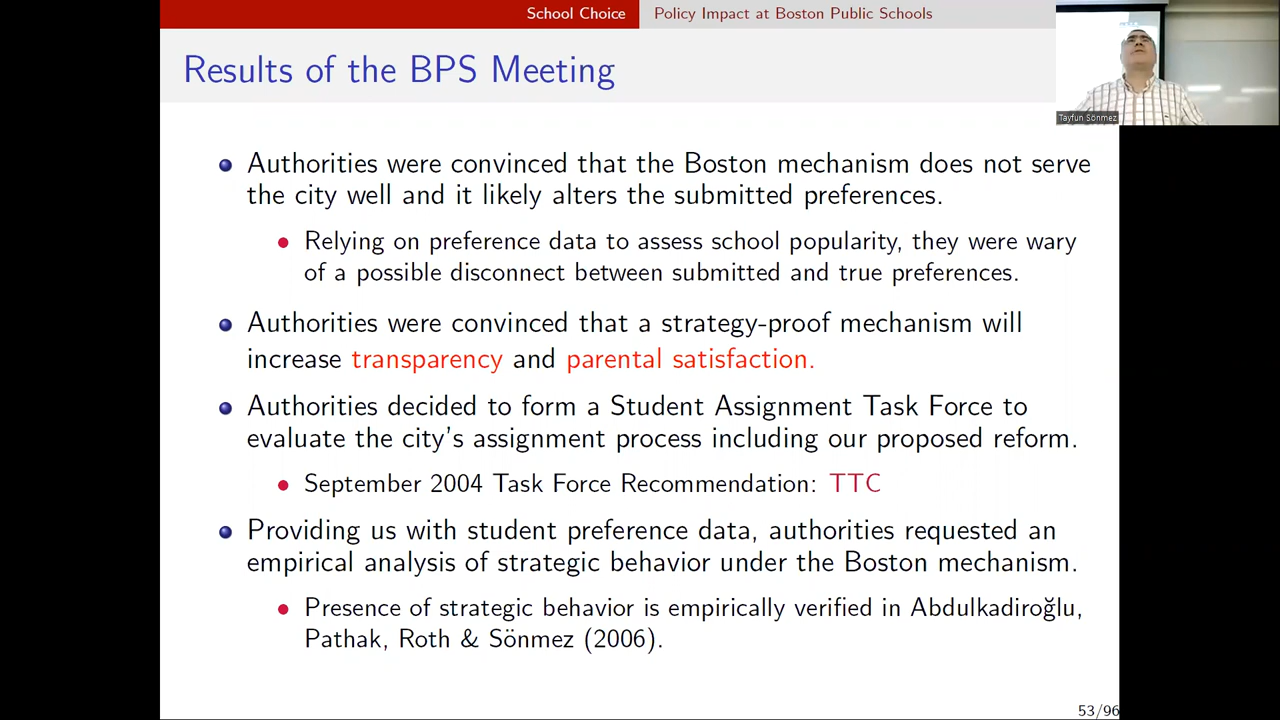 School Choice Policy Impact at Boston Public Schools
Results of the BPS Meeting
Tayfun Sönmez
Authorities were convinced that the Boston mechanism does not serve
the city well and it likely alters the submitted preferences.
Relying on preference data to assess school popularity, they were wary
of a possible disconnect between submitted and true preferences.
Authorities were convinced that a strategy-proof mechanism will
increase transparency and parental satisfaction.
Authorities decided to form a Student Assignment Task Force to
evaluate the city's assignment process including our proposed reform.
September 2004 Task Force Recommendation: TTC
Providing us with student preference data, authorities requested an
empirical analysis of strategic behavior under the Boston mechanism.
Presence of strategic behavior is empirically verified in Abdulkadiroğlu,
Pathak, Roth & Sönmez (2006).
53/96